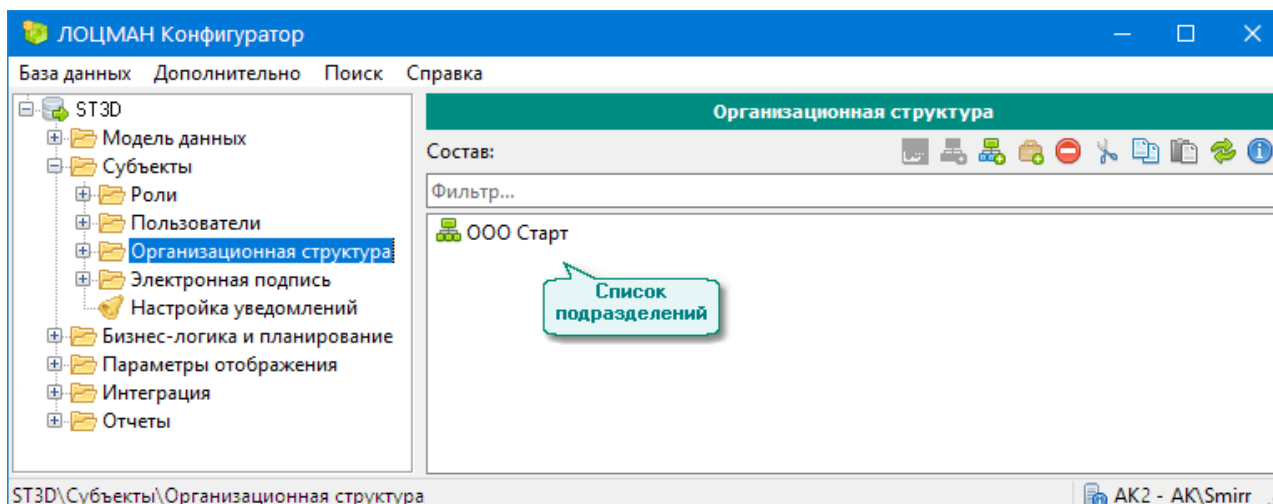 ЛОЦМАН Конфигуратор
База данных Дополнительно Поиск Справка
ST3D
Модель данных
Субъекты
Роли
Пользователи
Организационная структура
Электронная подпись
Настройка уведомлений
Бизнес-логика и планирование
Параметры отображения
Интеграция
Отчеты
Организационная структура
Состав:
Фильтр...
ООО Старт
Список
подразделений
ST3D\Субъекты\Организационная структура
AK2 - AK\Smirr